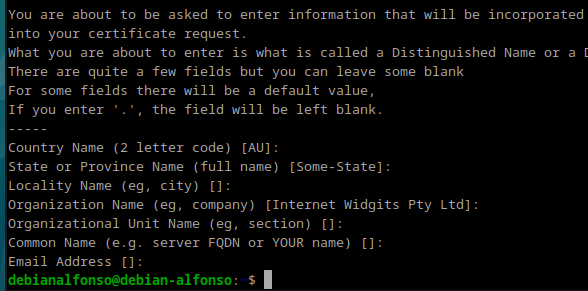 You are about to be asked to enter information that will be incorporated
into your certificate request.
What you are about to enter is what is called a Distinguished Name or a D
There are quite a few fields but you can leave some blank
For some fields there will be a default value,
If you enter '.', the field will be left blank.
-----
Country Name (2 letter code) [AU]:
State or Province Name (full name) [Some-State]:
Locality Name (eg, city) []:
Organization Name (eg, company) [Internet Widgits Pty Ltd]:
Organizational Unit Name (eg, section) []:
Common Name (e.g. server FQDN or YOUR name) []:
Email Address []:
debianalfonso@debian-alfonso:~$